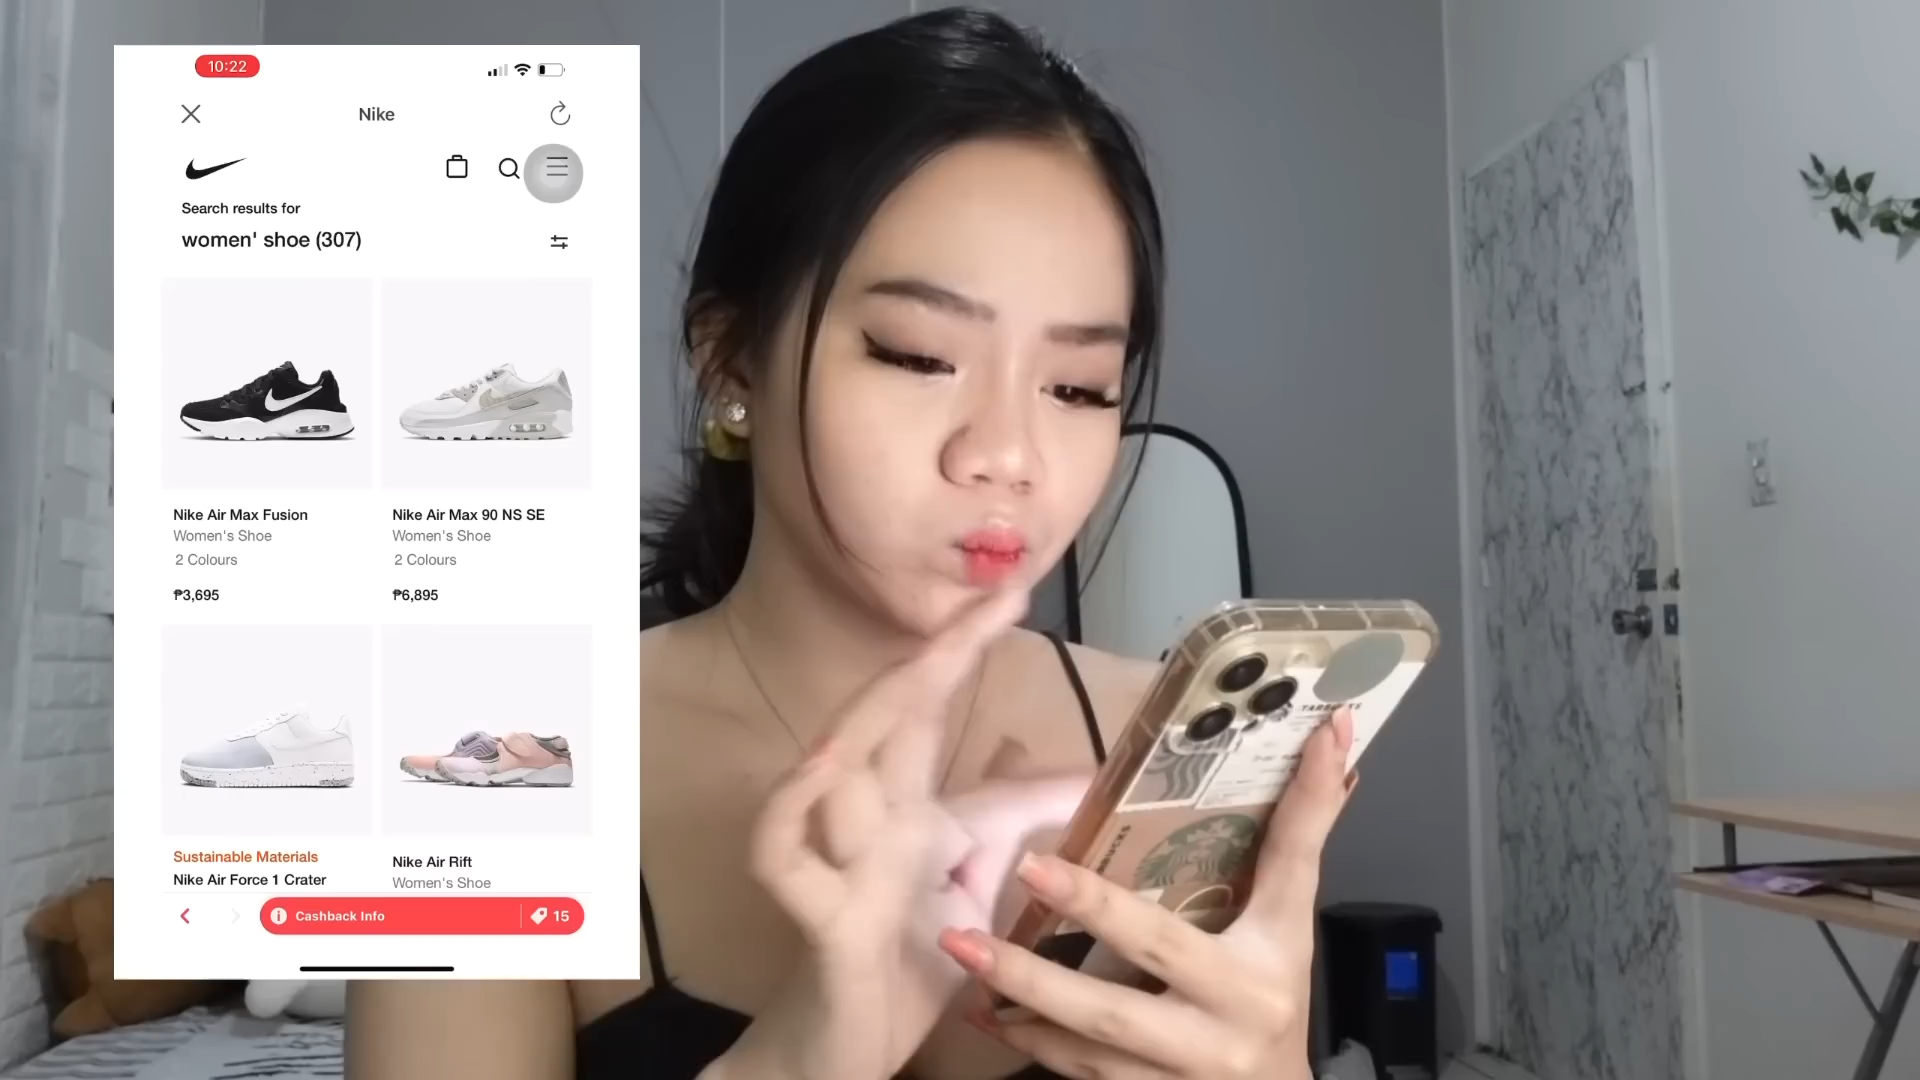 10:22
Nike
Search results for
women' shoe (307)
Nike Air Max Fusion
Women's Shoe
2 Colours
₱3,695
Nike Air Max 90 NS SE
Women's Shoe
2 Colours
₱6,895
Sustainable Materials
Nike Air Force 1 Crater
Nike Air Rift
Women's Shoe
Cashback Info
15